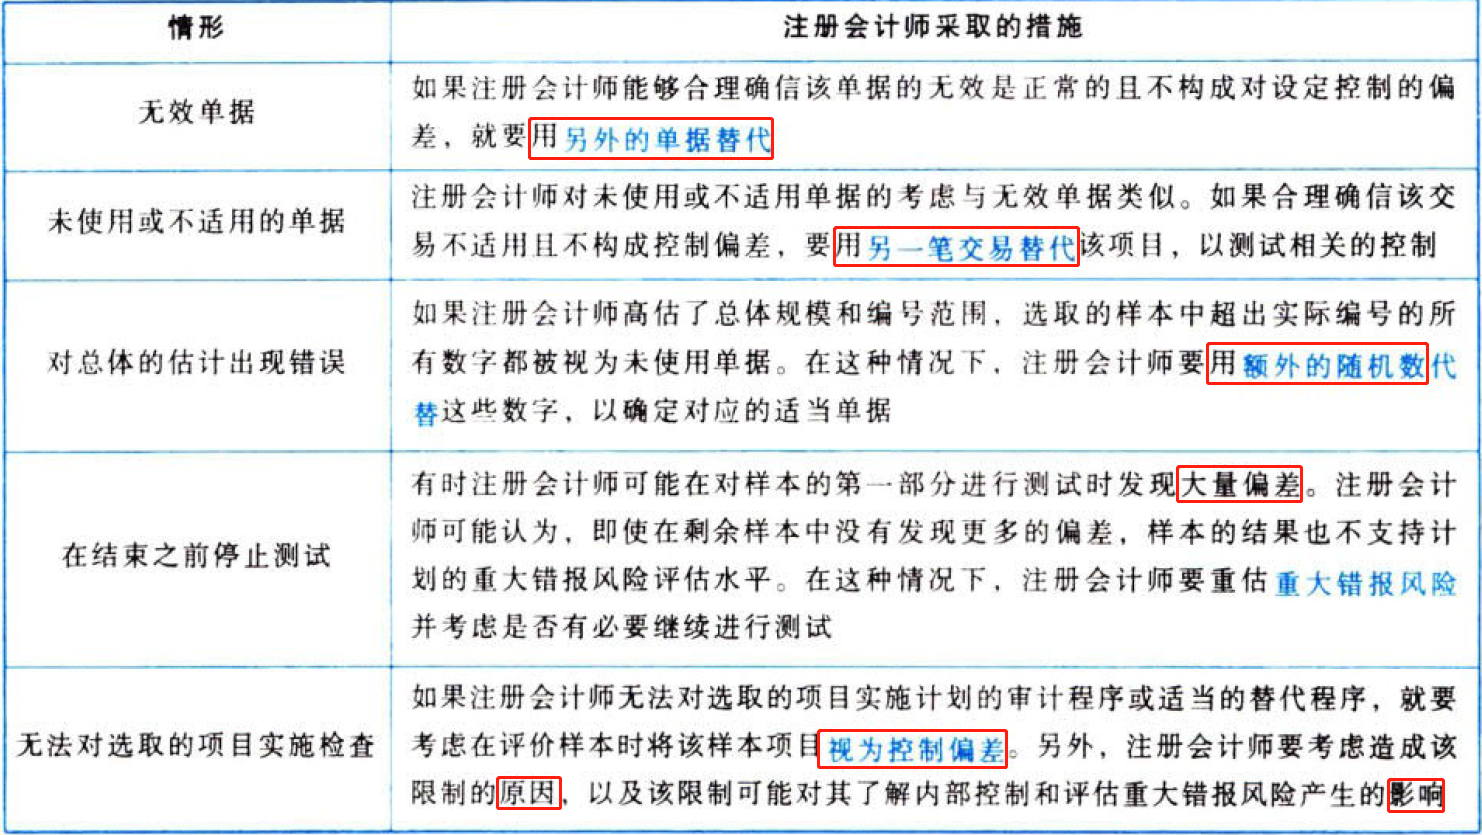 情形
注册会计师采取的措施
无效单据
如果注册会计师能够合理确信该单据的无效是正常的且不构成对设定控制的偏
差，就要用另外的单据替代
未使用或不适用的单据
注册会计师对未使用或不适用单据的考虑与无效单据类似。如果合理确信该交
易不适用且不构成控制偏差，要用另一笔交易替代该项目，以测试相关的控制
对总体的估计出现错误
如果注册会计师高估了总体规模和编号范围，选取的样本中超出实际编号的所
有数字都被视为未使用单据。在这种情况下，注册会计师要用额外的随机数代
替这些数字，以确定对应的适当单据
在结束之前停止测试
有时注册会计师可能在对样本的第一部分进行测试时发现大量偏差。注册会计
师可能认为，即使在剩余样本中没有发现更多的偏差，样本的结果也不支持计
划的重大错报风险评估水平。在这种情况下，注册会计师要重估重大错报风险
并考虑是否有必要继续进行测试
无法对选取的项目实施检查
如果注册会计师无法对选取的项目实施计划的审计程序或适当的替代程序，就要
考虑在评价样本时将该样本项目视为控制偏差。另外，注册会计师要考虑造成该
限制的原因，以及该限制可能对其了解内部控制和评估重大错报风险产生的影响